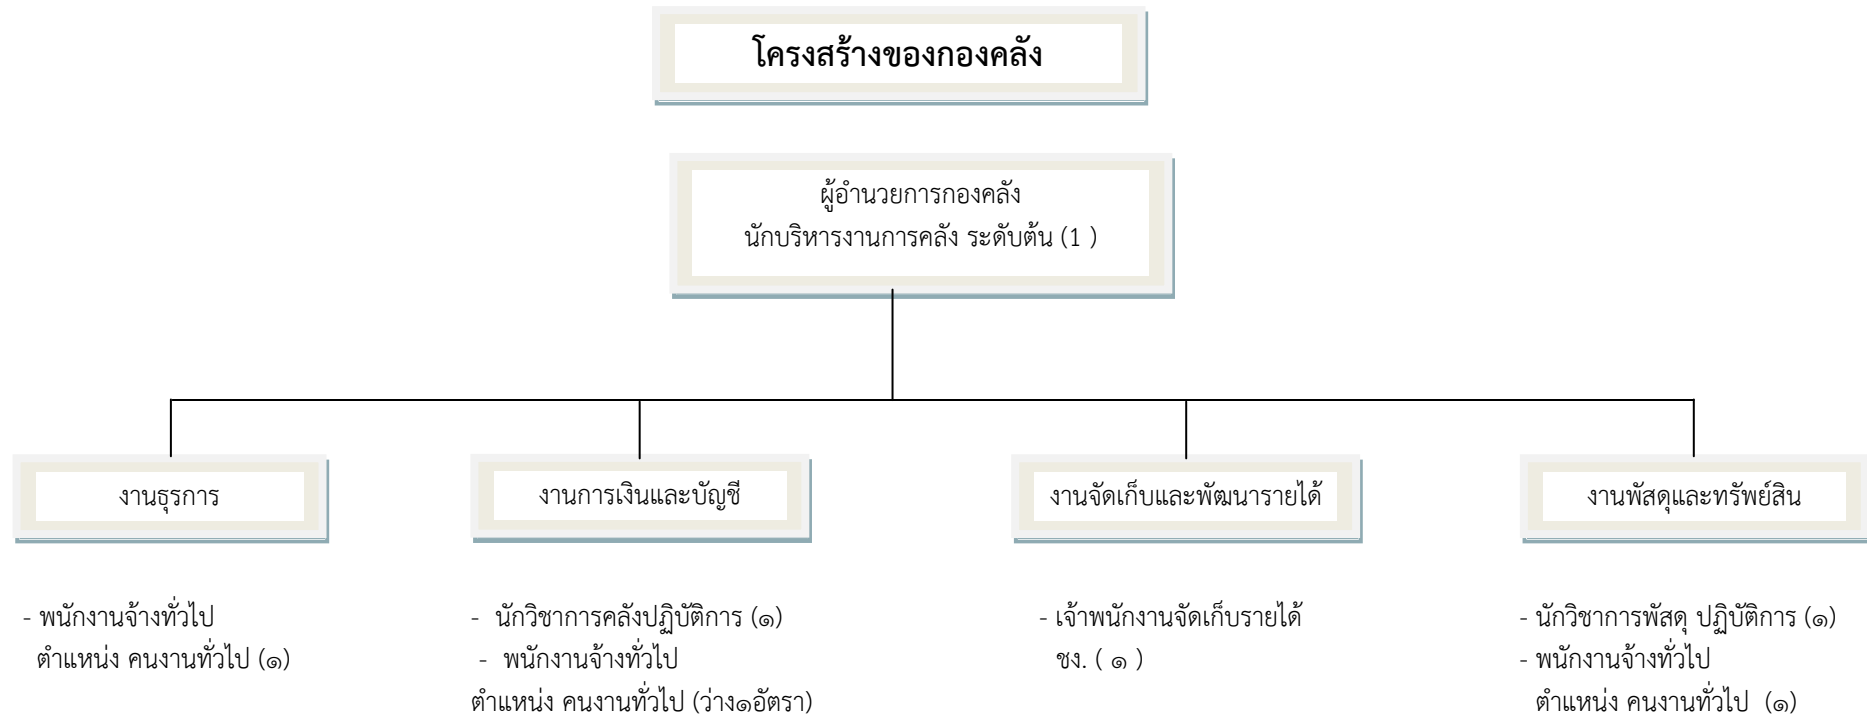 โครงสร้างของกองคลัง
ผู้อำนวยการกองคลัง
นักบริหารงานการคลัง ระดับต้น (1 )
งานธุรการ
- พนักงานจ้างทั่วไป
ตำแหน่ง คนงานทั่วไป (๑)
งานการเงินและบัญชี
- นักวิชาการคลังปฏิบัติการ (๑)
- พนักงานจ้างทั่วไป
ตำแหน่ง คนงานทั่วไป (ว่าง๑อัตรา)
งานจัดเก็บและพัฒนารายได้
- เจ้าพนักงานจัดเก็บรายได้
ชง. ( ๑ )
งานพัสดุและทรัพย์สิน
- นักวิชาการพัสดุ ปฏิบัติการ (๑)
- พนักงานจ้างทั่วไป
ตำแหน่ง คนงานทั่วไป (๑)